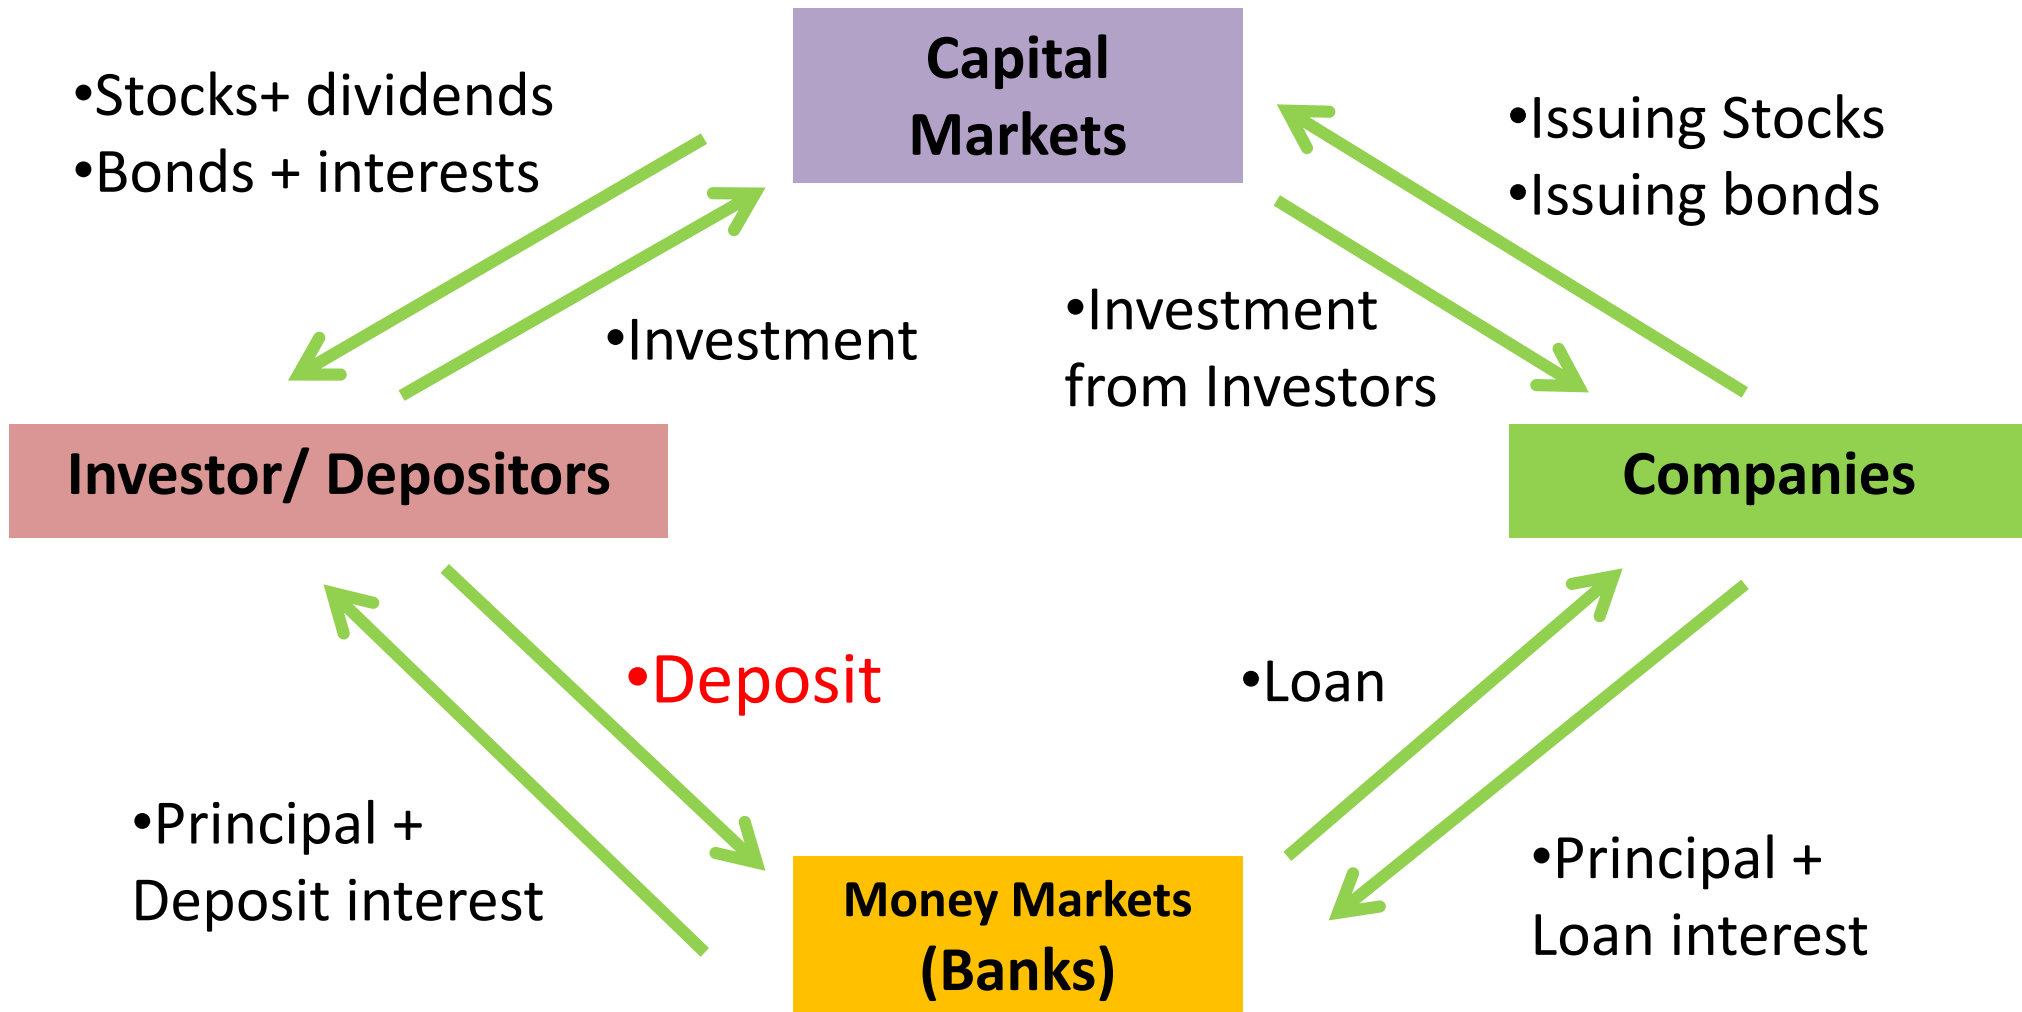 Capital
Markets
•Stocks+ dividends
•Bonds + interests
•Issuing Stocks
•Issuing bonds
•Investment
•Investment
from Investors
Investor/ Depositors
Companies
•Deposit
•Loan
•Principal +
Deposit interest
•Principal +
Loan interest
Money Markets
(Banks)